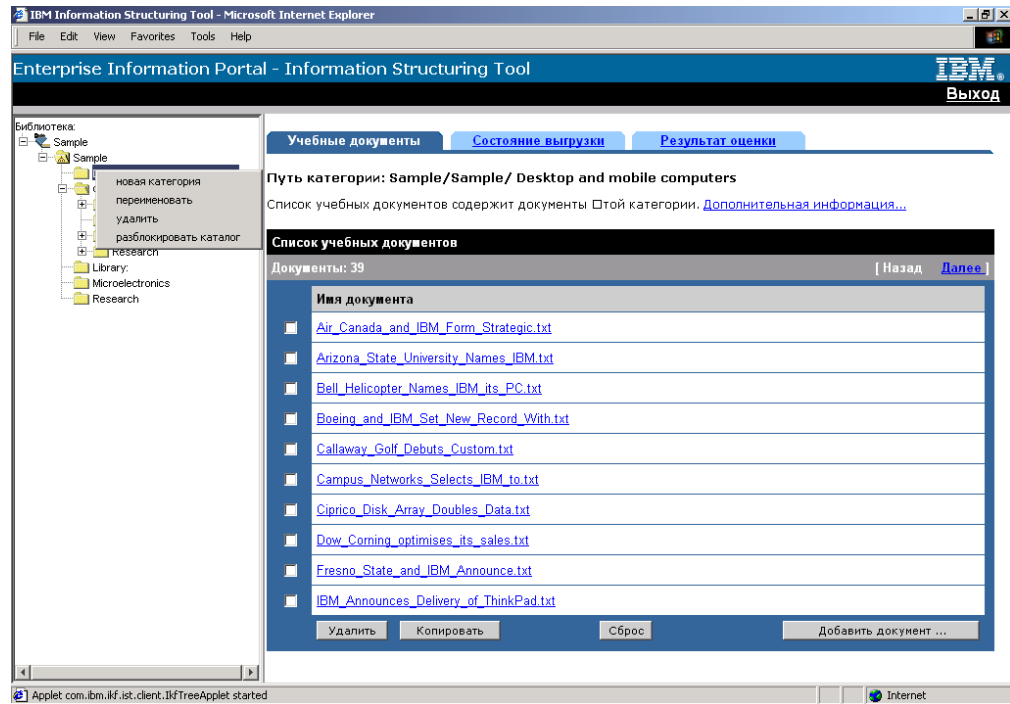 IBM Information Structuring Tool - Microsoft Internet Explorer
File Edit View Favorites Tools Help
Enterprise Information Portal - Information Structuring Tool
IBM
Выход
Библиотека:
Sample
Sample
новая категория
переименовать
удалить
разблокировать каталог
Research
Library:
Microelectronics
Research
Учебные документы Состояние выгрузки Результат оценки
Путь категории: Sample/Sample/ Desktop and mobile computers
Список учебных документов содержит документы □той категории. Дополнительная информация...
Список учебных документов
Документы: 39 [ Назад Далее ]
Имя документа
Air_Canada_and_IBM_Form_Strategic.txt
Arizona_State_University_Names_IBM.txt
Bell_Helicopter_Names_IBM_its_PC.txt
Boeing_and_IBM_Set_New_Record_With.txt
Callaway_Golf_Debuts_Custom.txt
Campus_Networks_Selects_IBM_to.txt
Ciprico_Disk_Array_Doubles_Data.txt
Dow_Corning_optimises_its_sales.txt
Fresno_State_and_IBM_Announce.txt
IBM_Announces_Delivery_of_ThinkPad.txt
Удалить Копировать Сброс Добавить документ ...
Applet com.ibm.ikf.ist.client.IkfTreeApplet started Internet